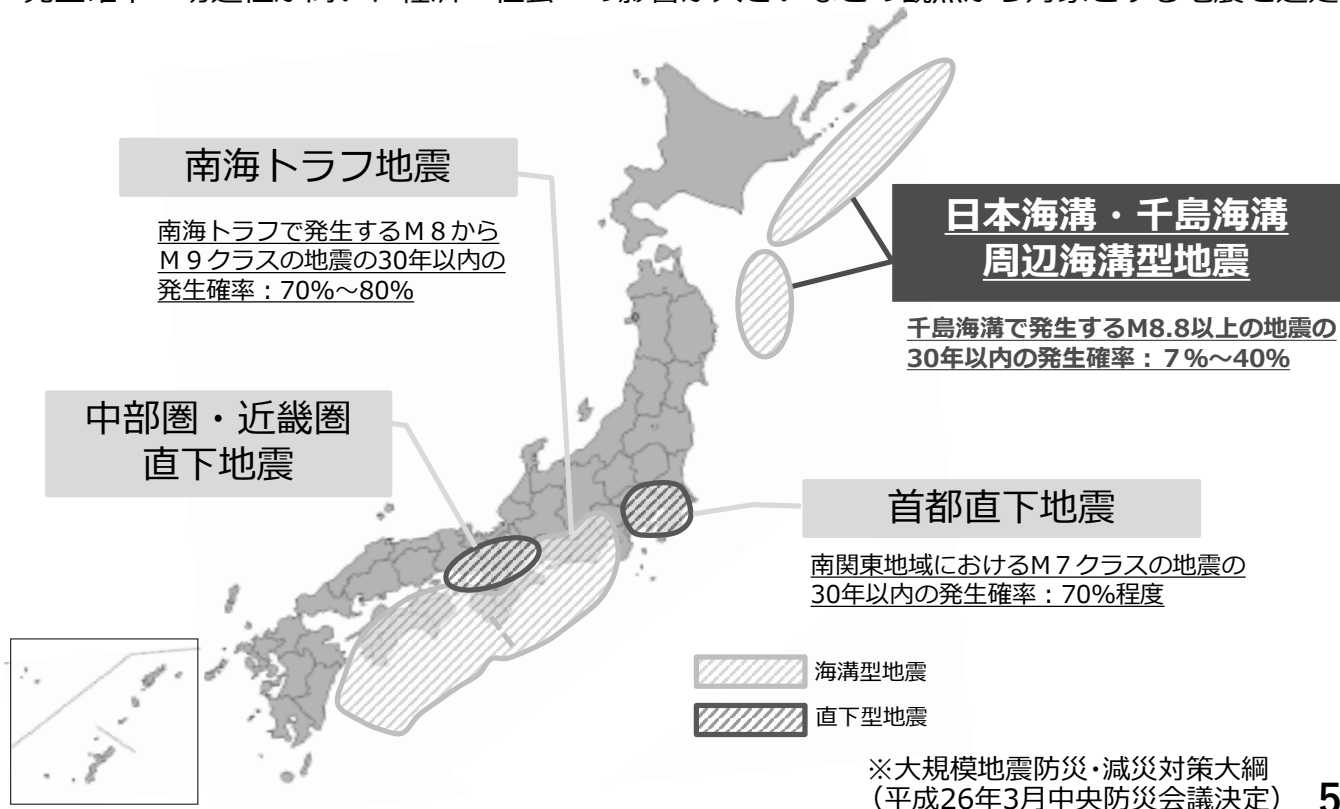 南海トラフ地震
南海トラフで発生するM８から
M９クラスの地震の30年以内の
発生確率：70%～80%
日本海溝・千島海溝
周辺海溝型地震
千島海溝で発生するM8.8以上の地震の
30年以内の発生確率：７%～40%
中部圏・近畿圏
直下地震
首都直下地震
南関東地域におけるM７クラスの地震の
30年以内の発生確率：70%程度
海溝型地震
直下型地震
※大規模地震防災・減災対策大綱
（平成26年3月中央防災会議決定）
5